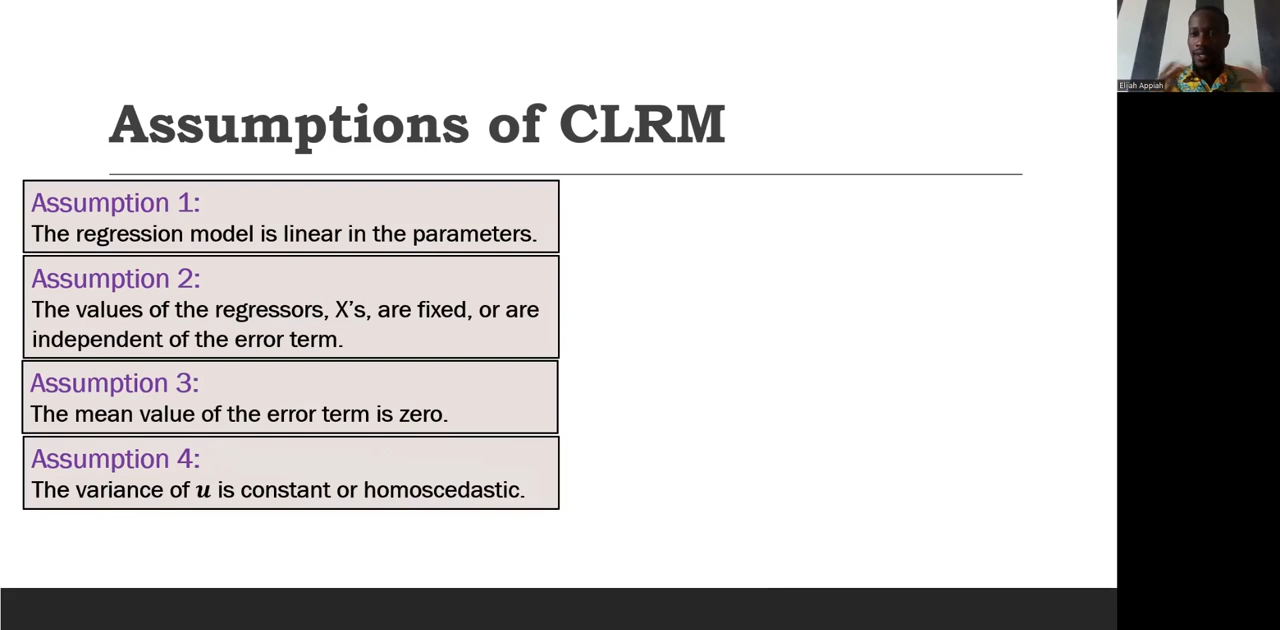 Assumptions of CLRM
Assumption 1:
The regression model is linear in the parameters.
Assumption 2:
The values of the regressors, X’s, are fixed, or are
independent of the error term.
Assumption 3:
The mean value of the error term is zero.
Assumption 4:
The variance of u is constant or homoscedastic.
Elijah Appiah